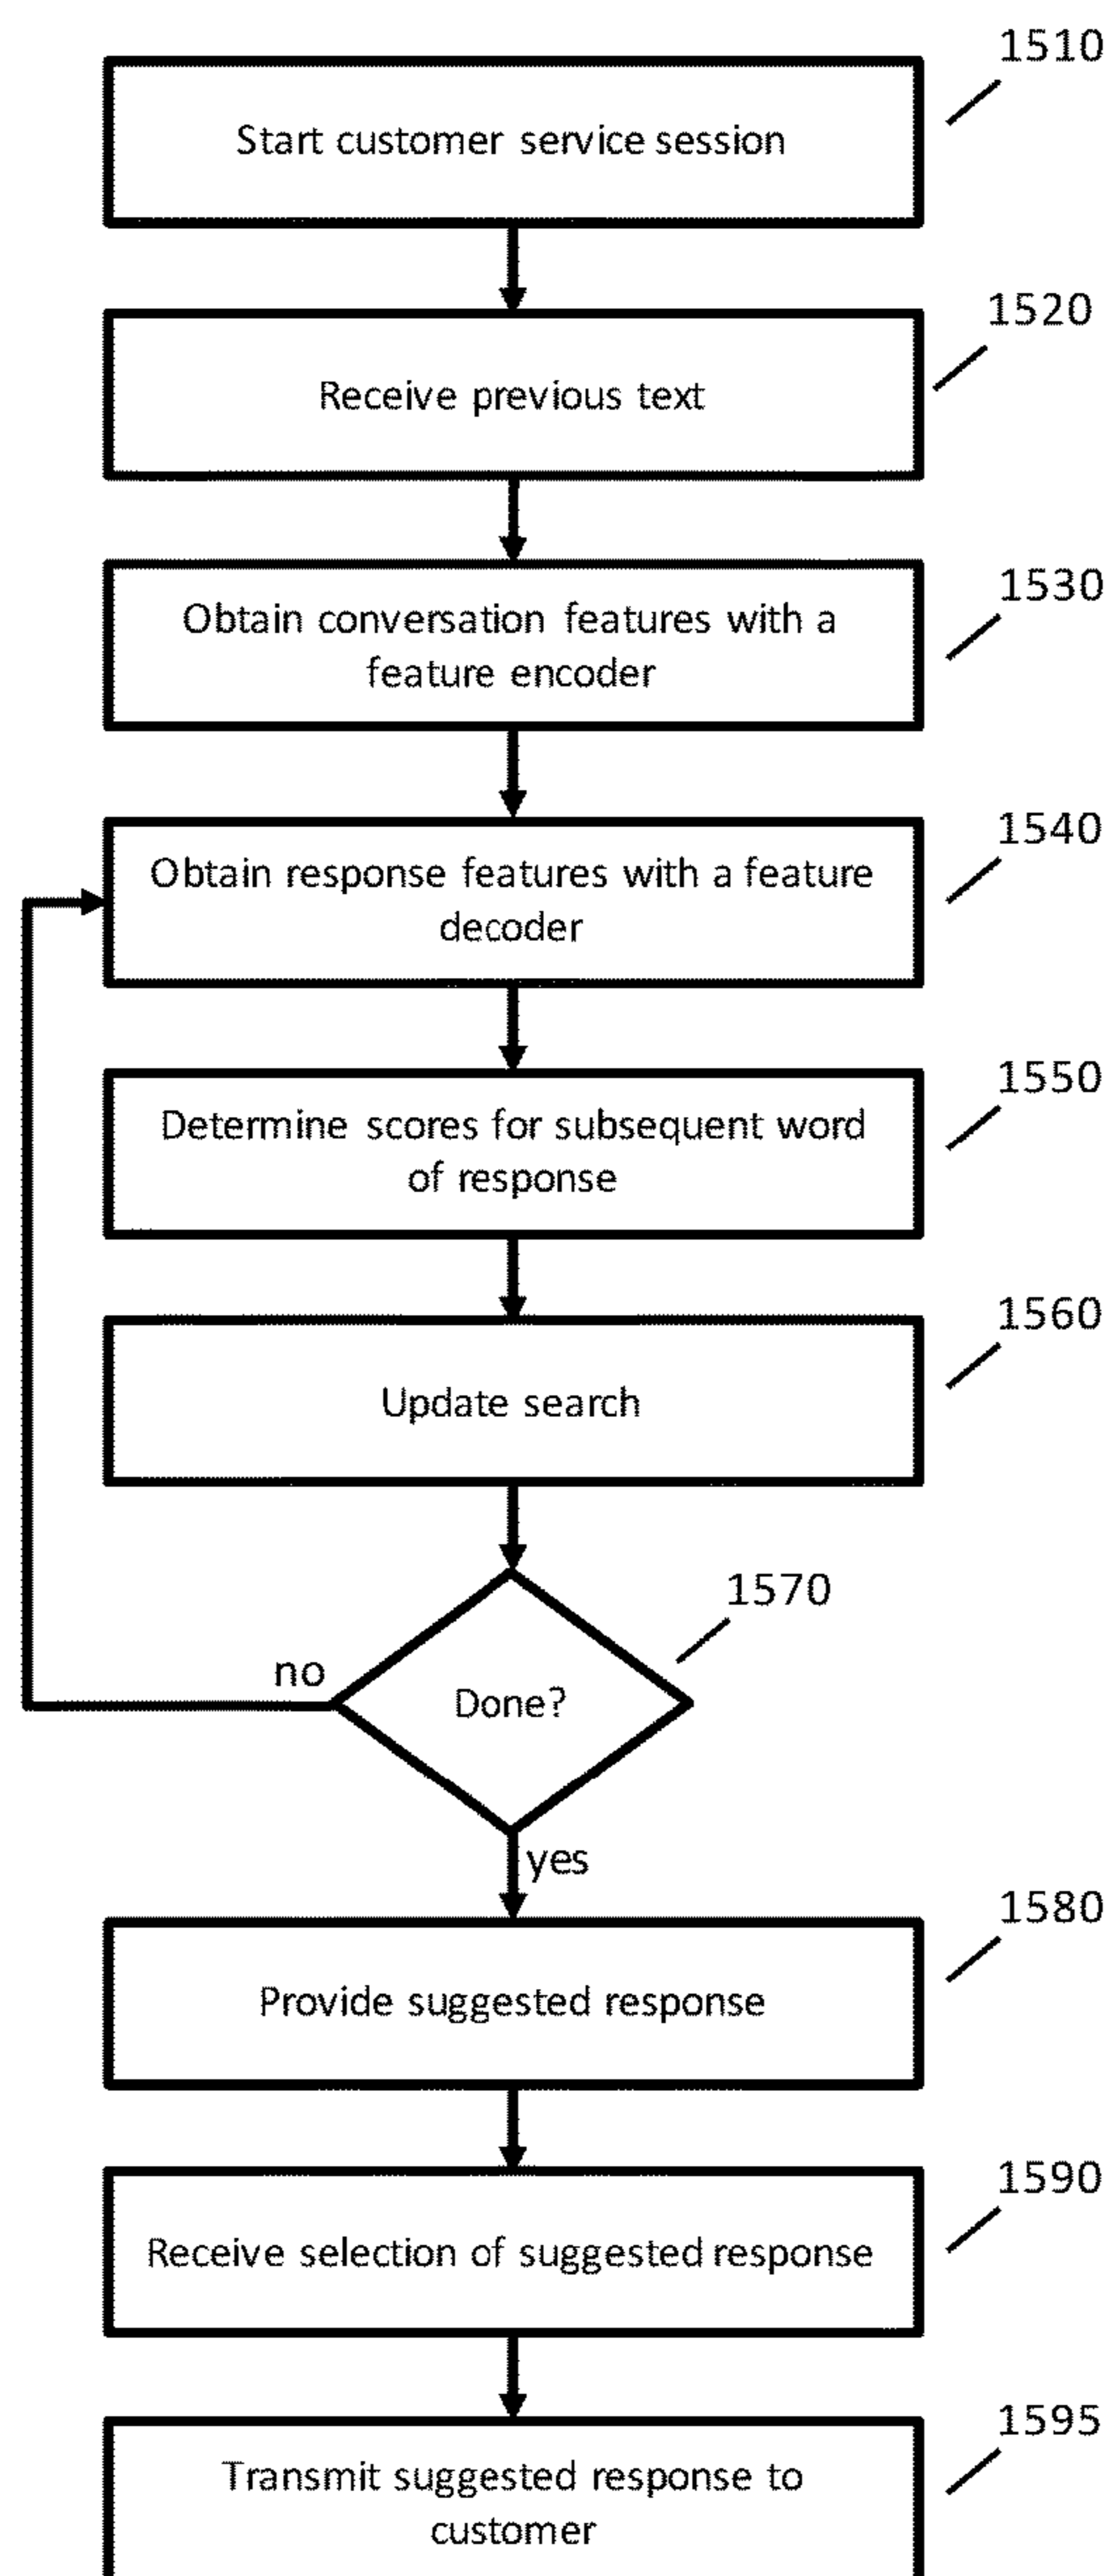 1510
Start customer service session
1520
Receive previous text
1530
Obtain conversation features with a
feature encoder
1540
Obtain response features with a feature
decoder
1550
Determine scores for subsequent word
of response
1560
Update search
1570
no
Done?
yes
1580
Provide suggested response
1590
Receive selection of suggested response
1595
Transmit suggested response to
customer